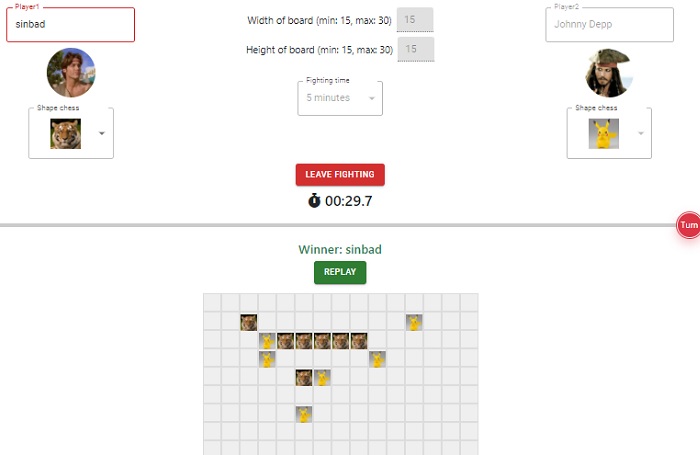 Player1
sinbad
Shape chess
Width of board (min: 15, max: 30)
15
Height of board (min: 15, max: 30)
15
Fighting time
5 minutes
Player2
Johnny Depp
Shape chess
LEAVE FIGHTING
00:29.7
Turn
Winner: sinbad
REPLAY